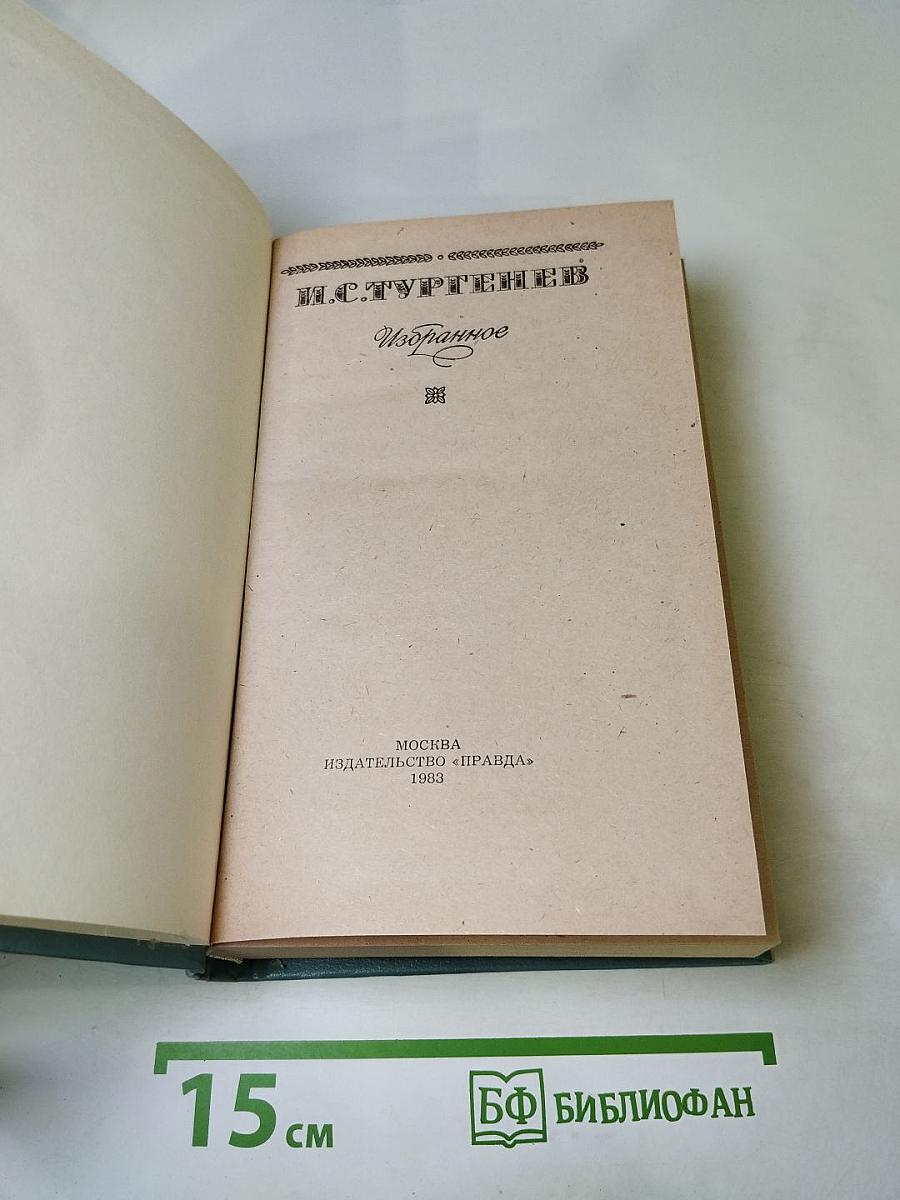 И.С.ТУРГЕНЕВ
Избранное
МОСКВА
ИЗДАТЕЛЬСТВО «ПРАВДА»
1983
15 см
БФ БИБЛИОФАН